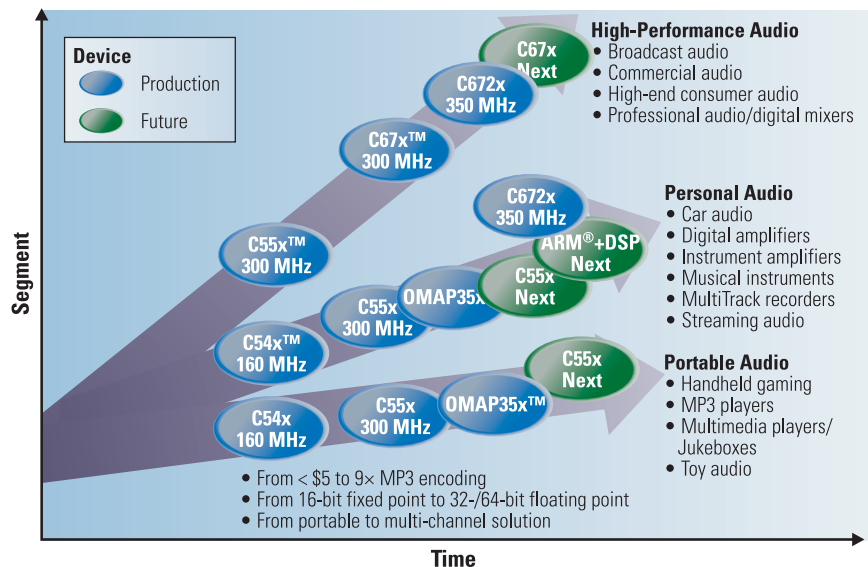 Device
Production
Future
C67x
Next
C672x
350 MHz
C67x™
300 MHz
C55x™
300 MHz
High-Performance Audio
• Broadcast audio
• Commercial audio
• High-end consumer audio
• Professional audio/digital mixers
C672x
350 MHz
ARM®+DSP
Next
C55x
Next
OMAP35x
C55x
300 MHz
C54x™
160 MHz
Personal Audio
• Car audio
• Digital amplifiers
• Instrument amplifiers
• Musical instruments
• MultiTrack recorders
• Streaming audio
C55x
Next
OMAP35x™
C55x
300 MHz
C54x
160 MHz
Portable Audio
• Handheld gaming
• MP3 players
• Multimedia players/
Jukeboxes
• Toy audio
• From < $5 to 9× MP3 encoding
• From 16-bit fixed point to 32-/64-bit floating point
• From portable to multi-channel solution
Segment
Time